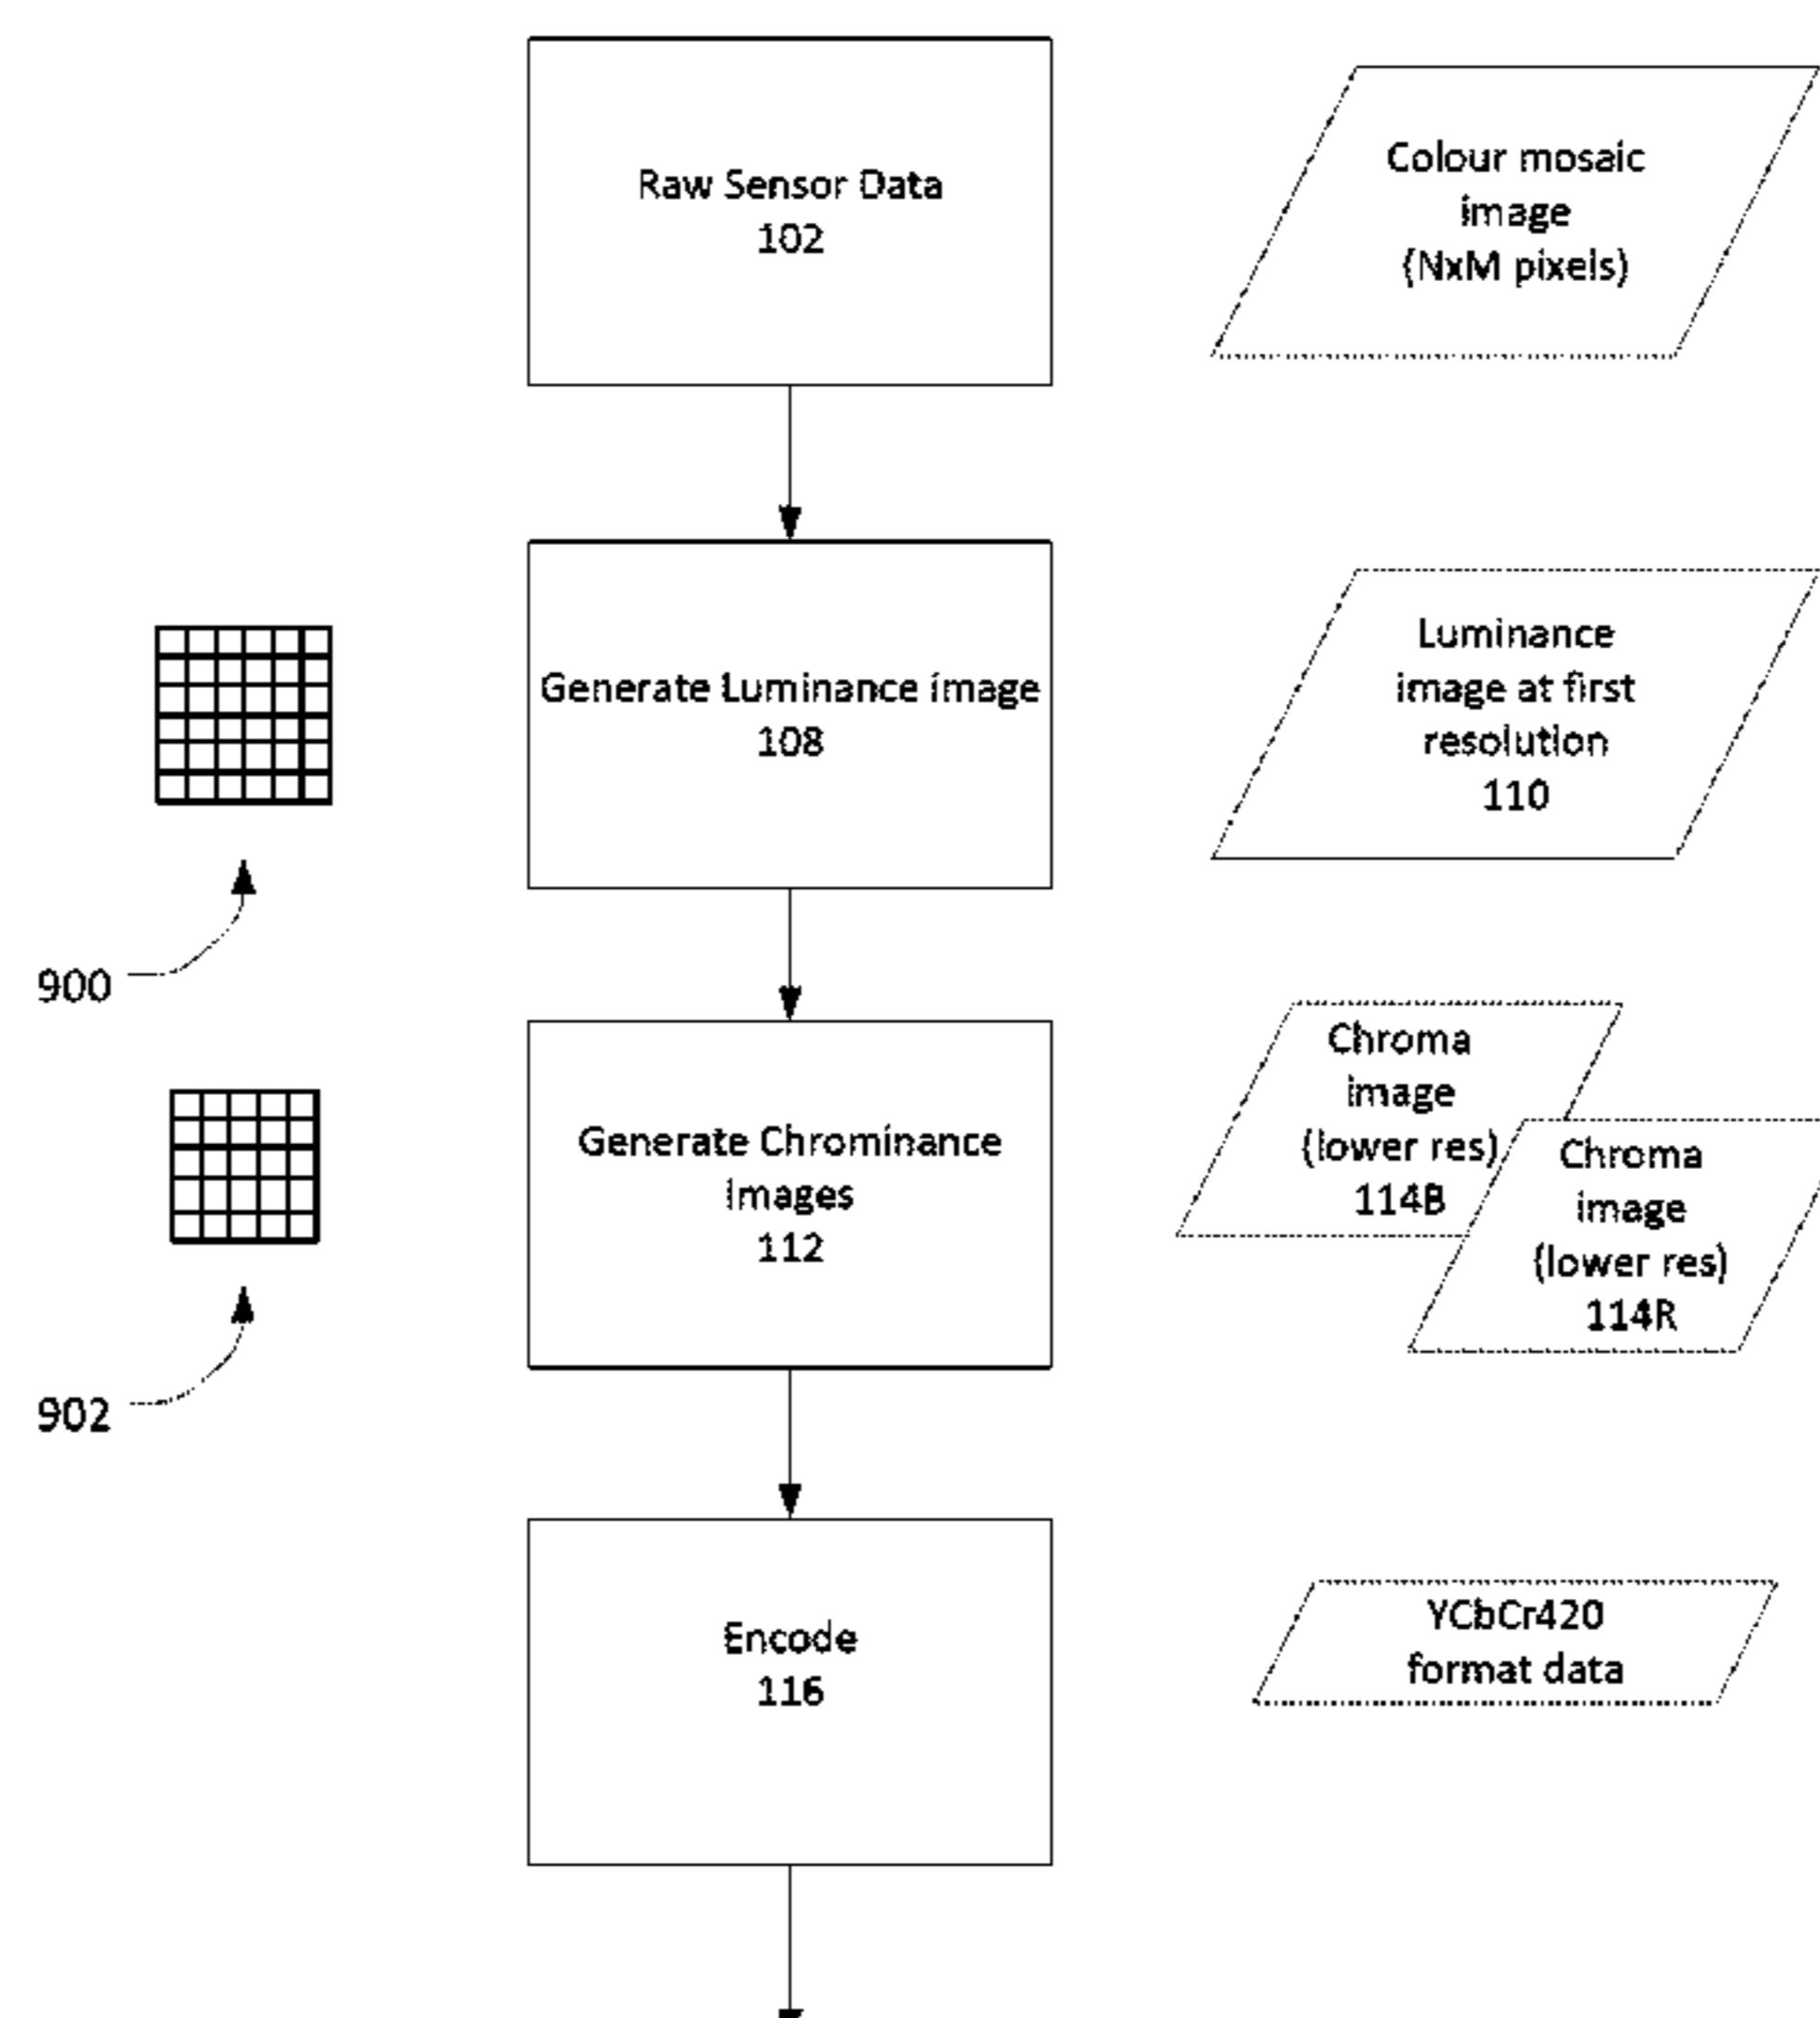 Raw Sensor Data
102
Colour mosaic
image
(NxM pixels)
Generate Luminance image
108
Luminance
image at first
resolution
110
900
Generate Chrominance
Images
112
Chroma
image
(lower res)
114B
Chroma
image
(lower res)
114R
902
Encode
116
YCbCr420
format data